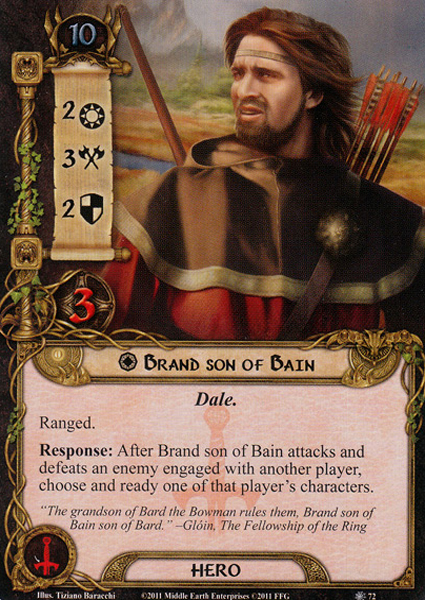 10
2
3
2
3
BRAND SON OF BAIN
Dale.
Ranged.
Response: After Brand son of Bain attacks and
defeats an enemy engaged with another player,
choose and ready one of that player's characters.
"The grandson of Bard the Bowman rules them, Brand son of
Bain son of Bard." –Glóin, The Fellowship of the Ring
HERO
Illus. Tiziano Baracchi ©2011 Middle Earth Enterprises ©2011 FFG 72